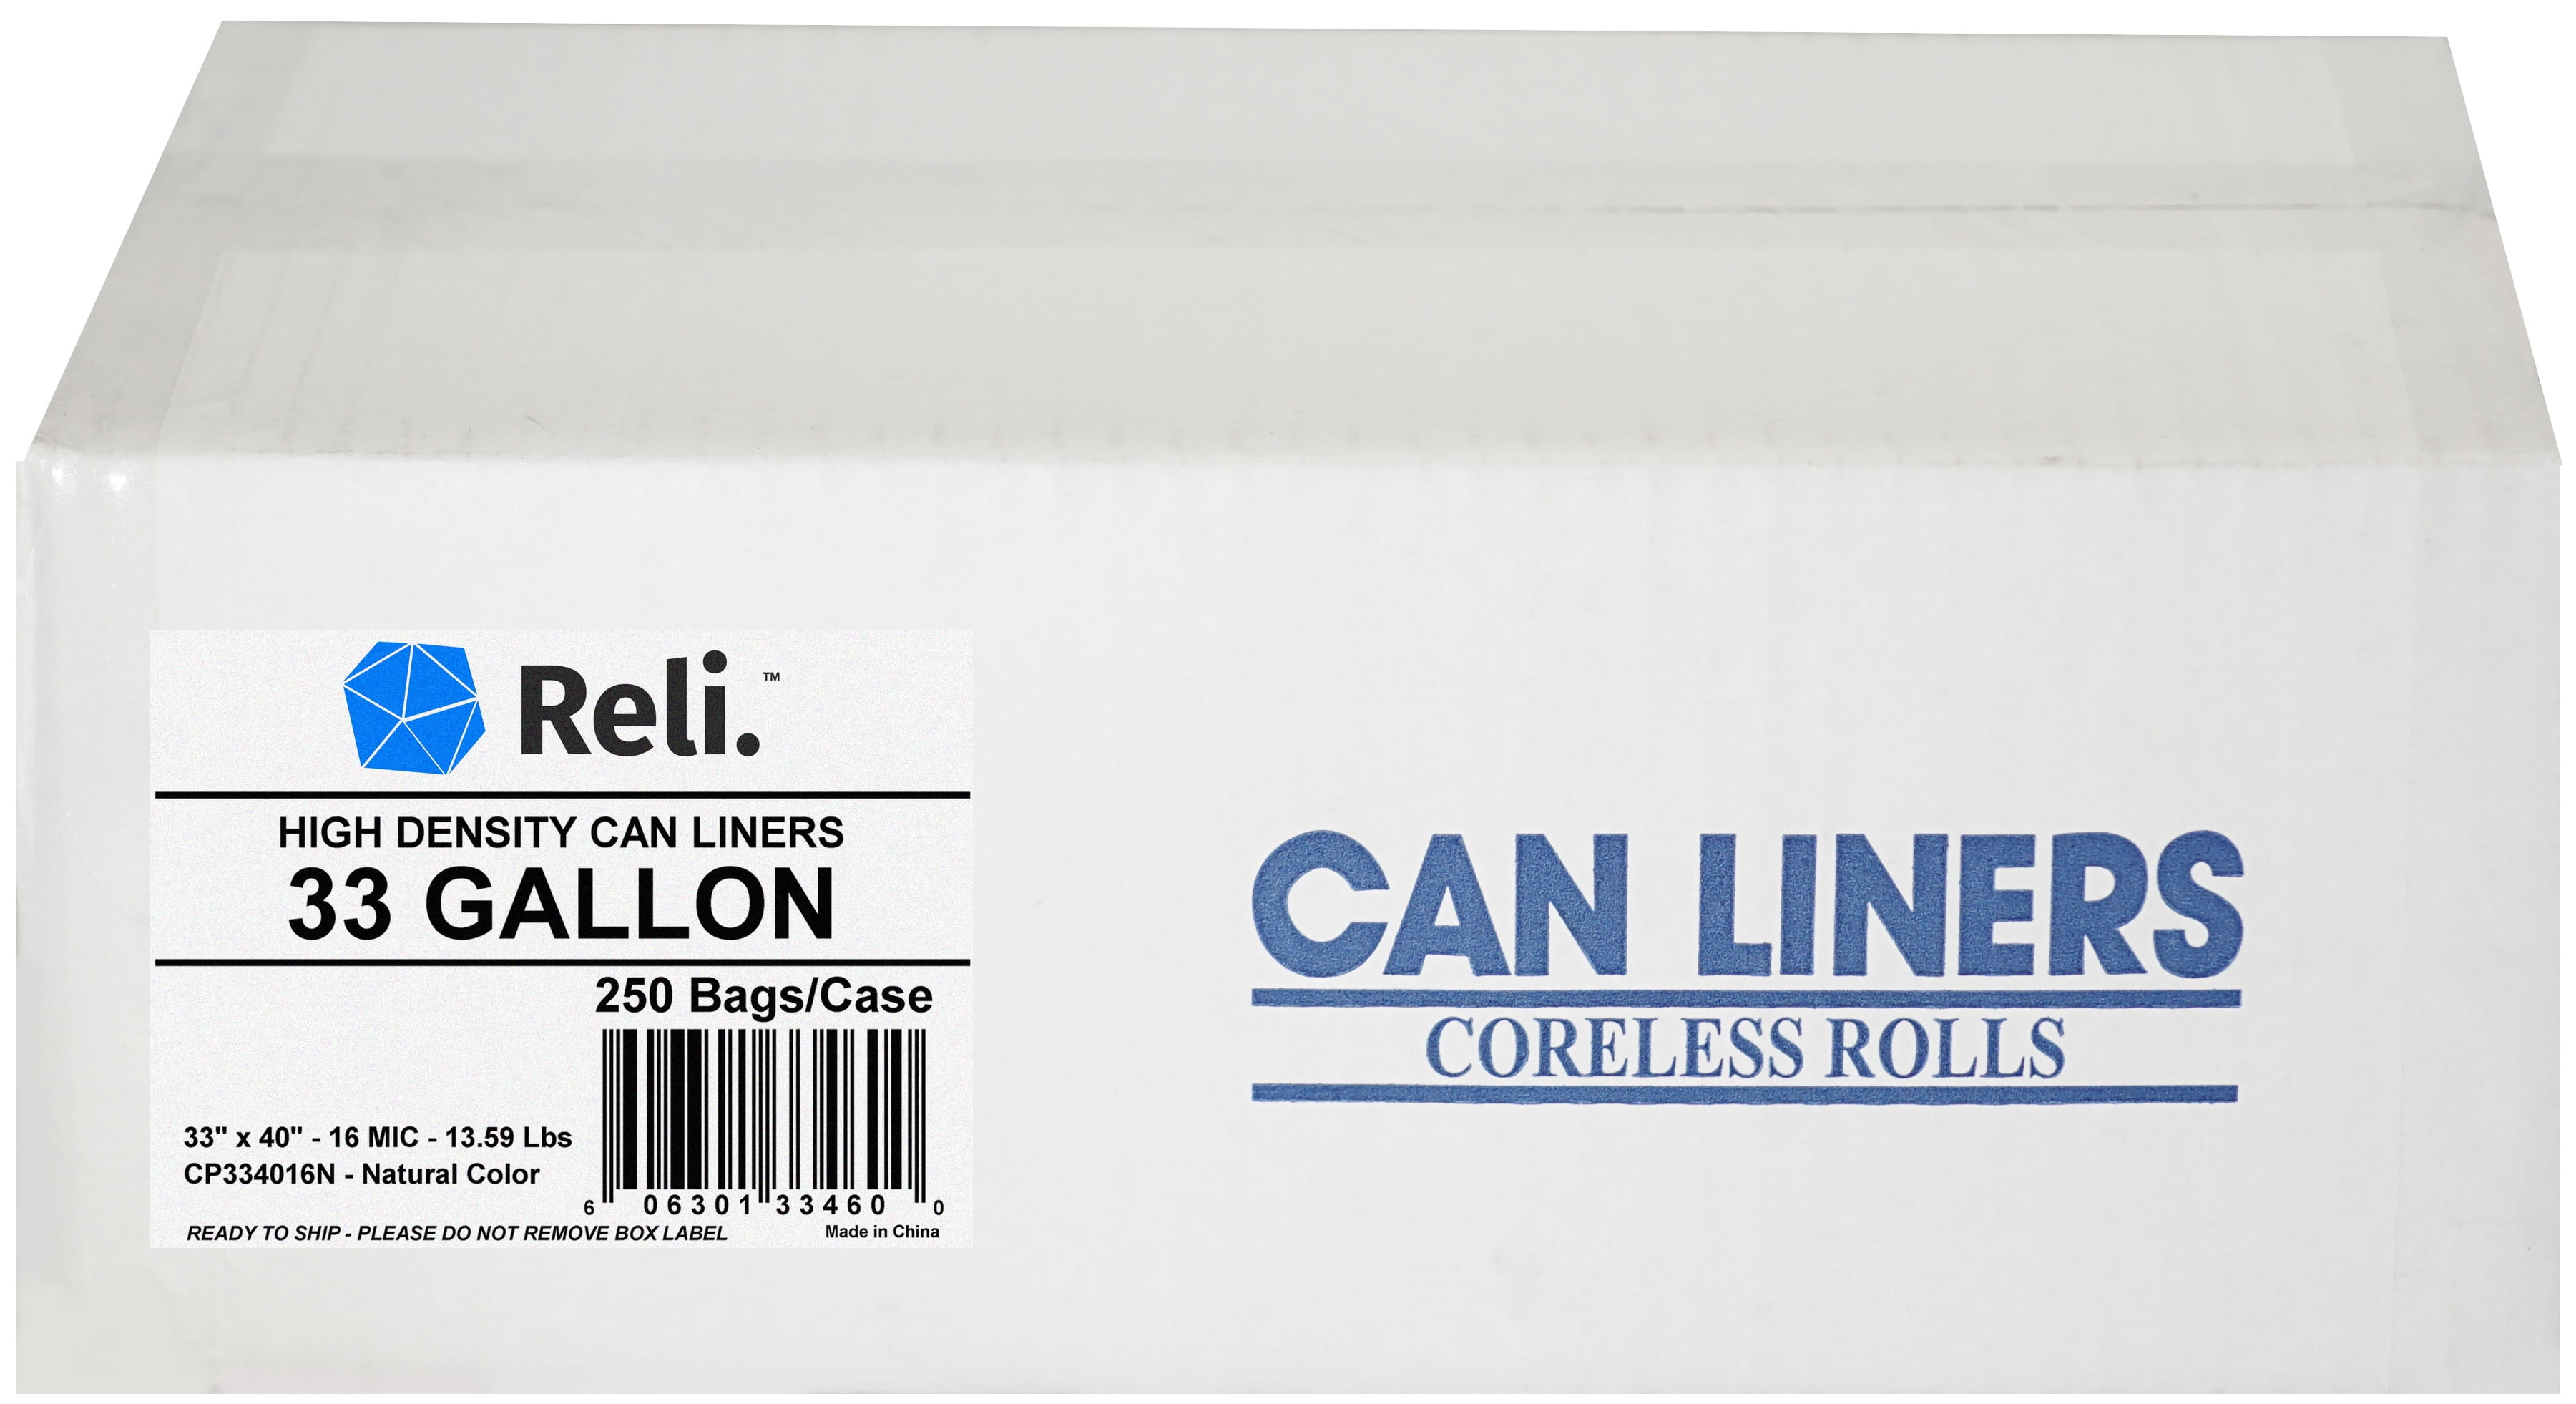 Reli.™
HIGH DENSITY CAN LINERS
33 GALLON
250 Bags/Case
33" x 40" - 16 MIC - 13.59 Lbs
CP334016N - Natural Color
6 06301 33460 0
READY TO SHIP - PLEASE DO NOT REMOVE BOX LABEL
Made in China
CAN LINERS
CORELESS ROLLS